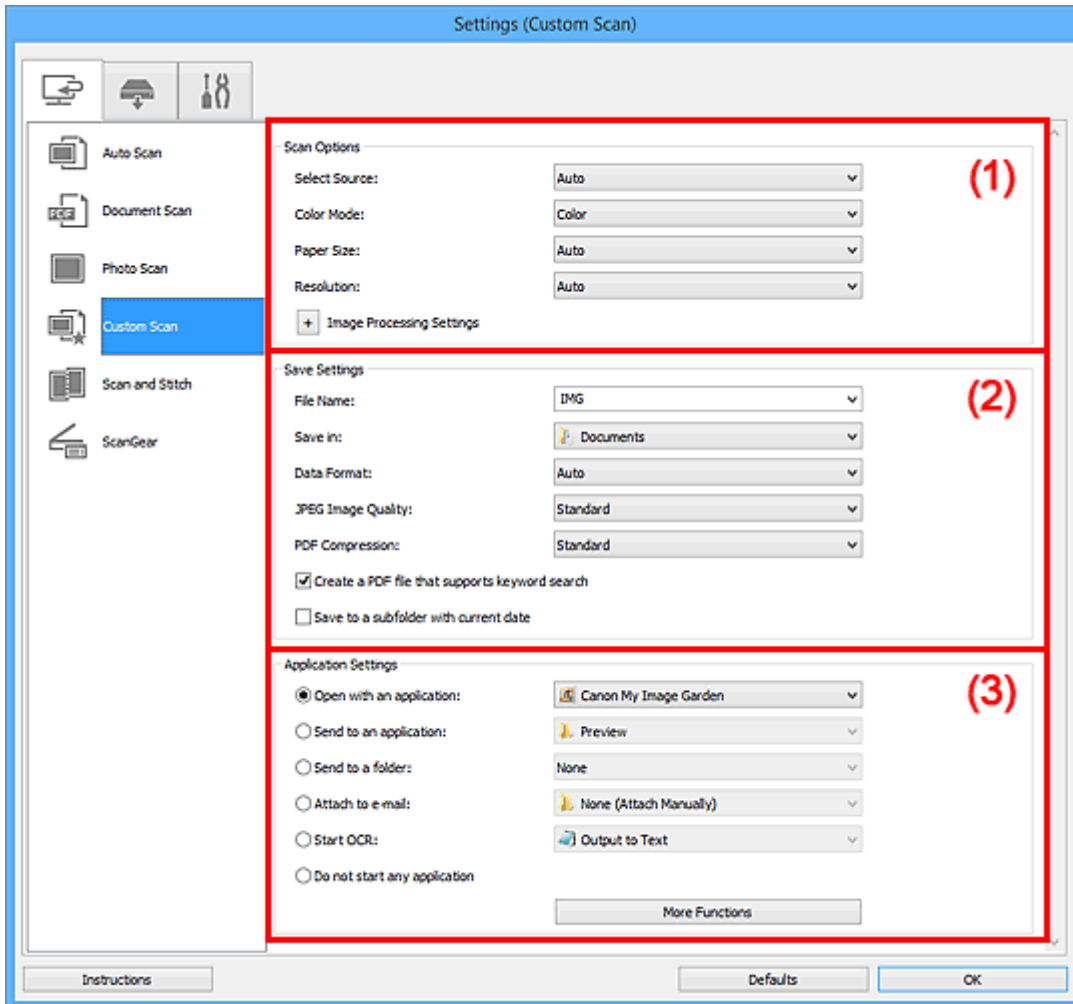 Settings (Custom Scan)
Auto Scan
PDF
Document Scan
Photo Scan
Custom Scan
Scan and Stitch
ScanGear
Scan Options
(1)
Select Source: Auto
Color Mode: Color
Paper Size: Auto
Resolution: Auto
+ Image Processing Settings
Save Settings
(2)
File Name: IMG
Save in: Documents
Data Format: Auto
JPEG Image Quality: Standard
PDF Compression: Standard
Create a PDF file that supports keyword search
Save to a subfolder with current date
Application Settings
(3)
Open with an application: Canon My Image Garden
Send to an application: Preview
Send to a folder: None
Attach to e-mail: None (Attach Manually)
Start OCR: Output to Text
Do not start any application
More Functions
Instructions Defaults OK